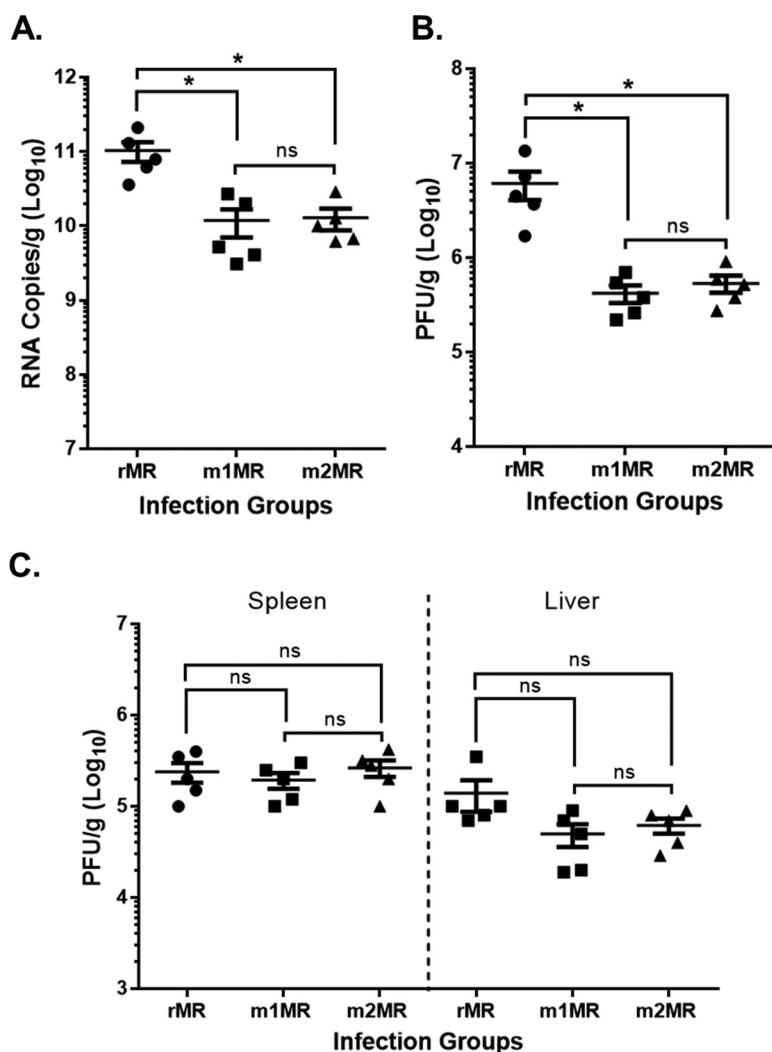 A.
*
*
ns
RNA Copies/g (Log10)
12
11
10
9
8
7
rMR m1MR m2MR
Infection Groups
B.
*
*
ns
PFU/g (Log10)
8
7
6
5
4
rMR m1MR m2MR
Infection Groups
C.
Spleen Liver
ns
ns
ns
ns
ns
ns
PFU/g (Log10)
7
6
5
4
3
rMR m1MR m2MR rMR m1MR m2MR
Infection Groups